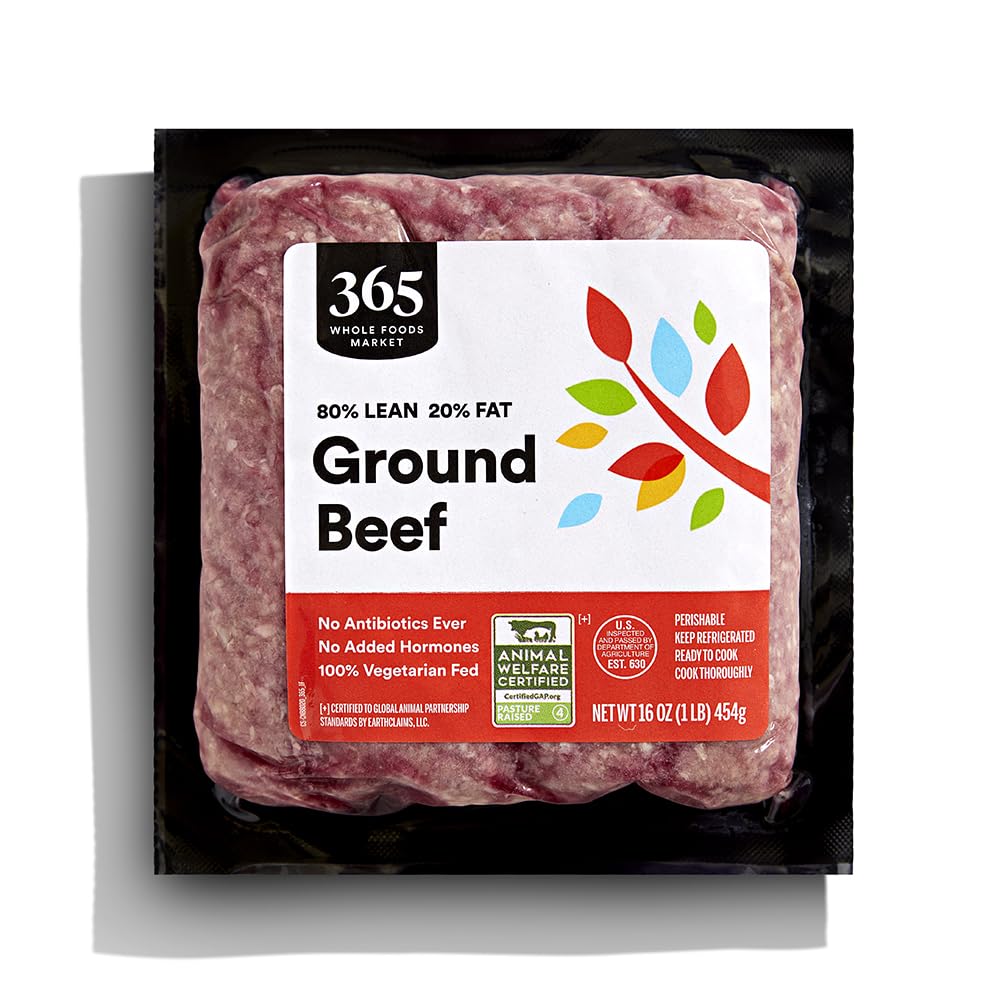 365
WHOLE FOODS
MARKET
80% LEAN 20% FAT
Ground
Beef
No Antibiotics Ever
No Added Hormones
100% Vegetarian Fed
[+] CERTIFIED TO GLOBAL ANIMAL PARTNERSHIP
STANDARDS BY EARTHCLAIMS, LLC.
ANIMAL
WELFARE
CERTIFIED
CertifiedGAP.org
PASTURE
RAISED
4
[+]
U.S.
INSPECTED
AND PASSED BY
DEPARTMENT OF
AGRICULTURE
EST. 630
PERISHABLE
KEEP REFRIGERATED
READY TO COOK
COOK THOROUGHLY
NET WT 16 OZ (1 LB) 454g